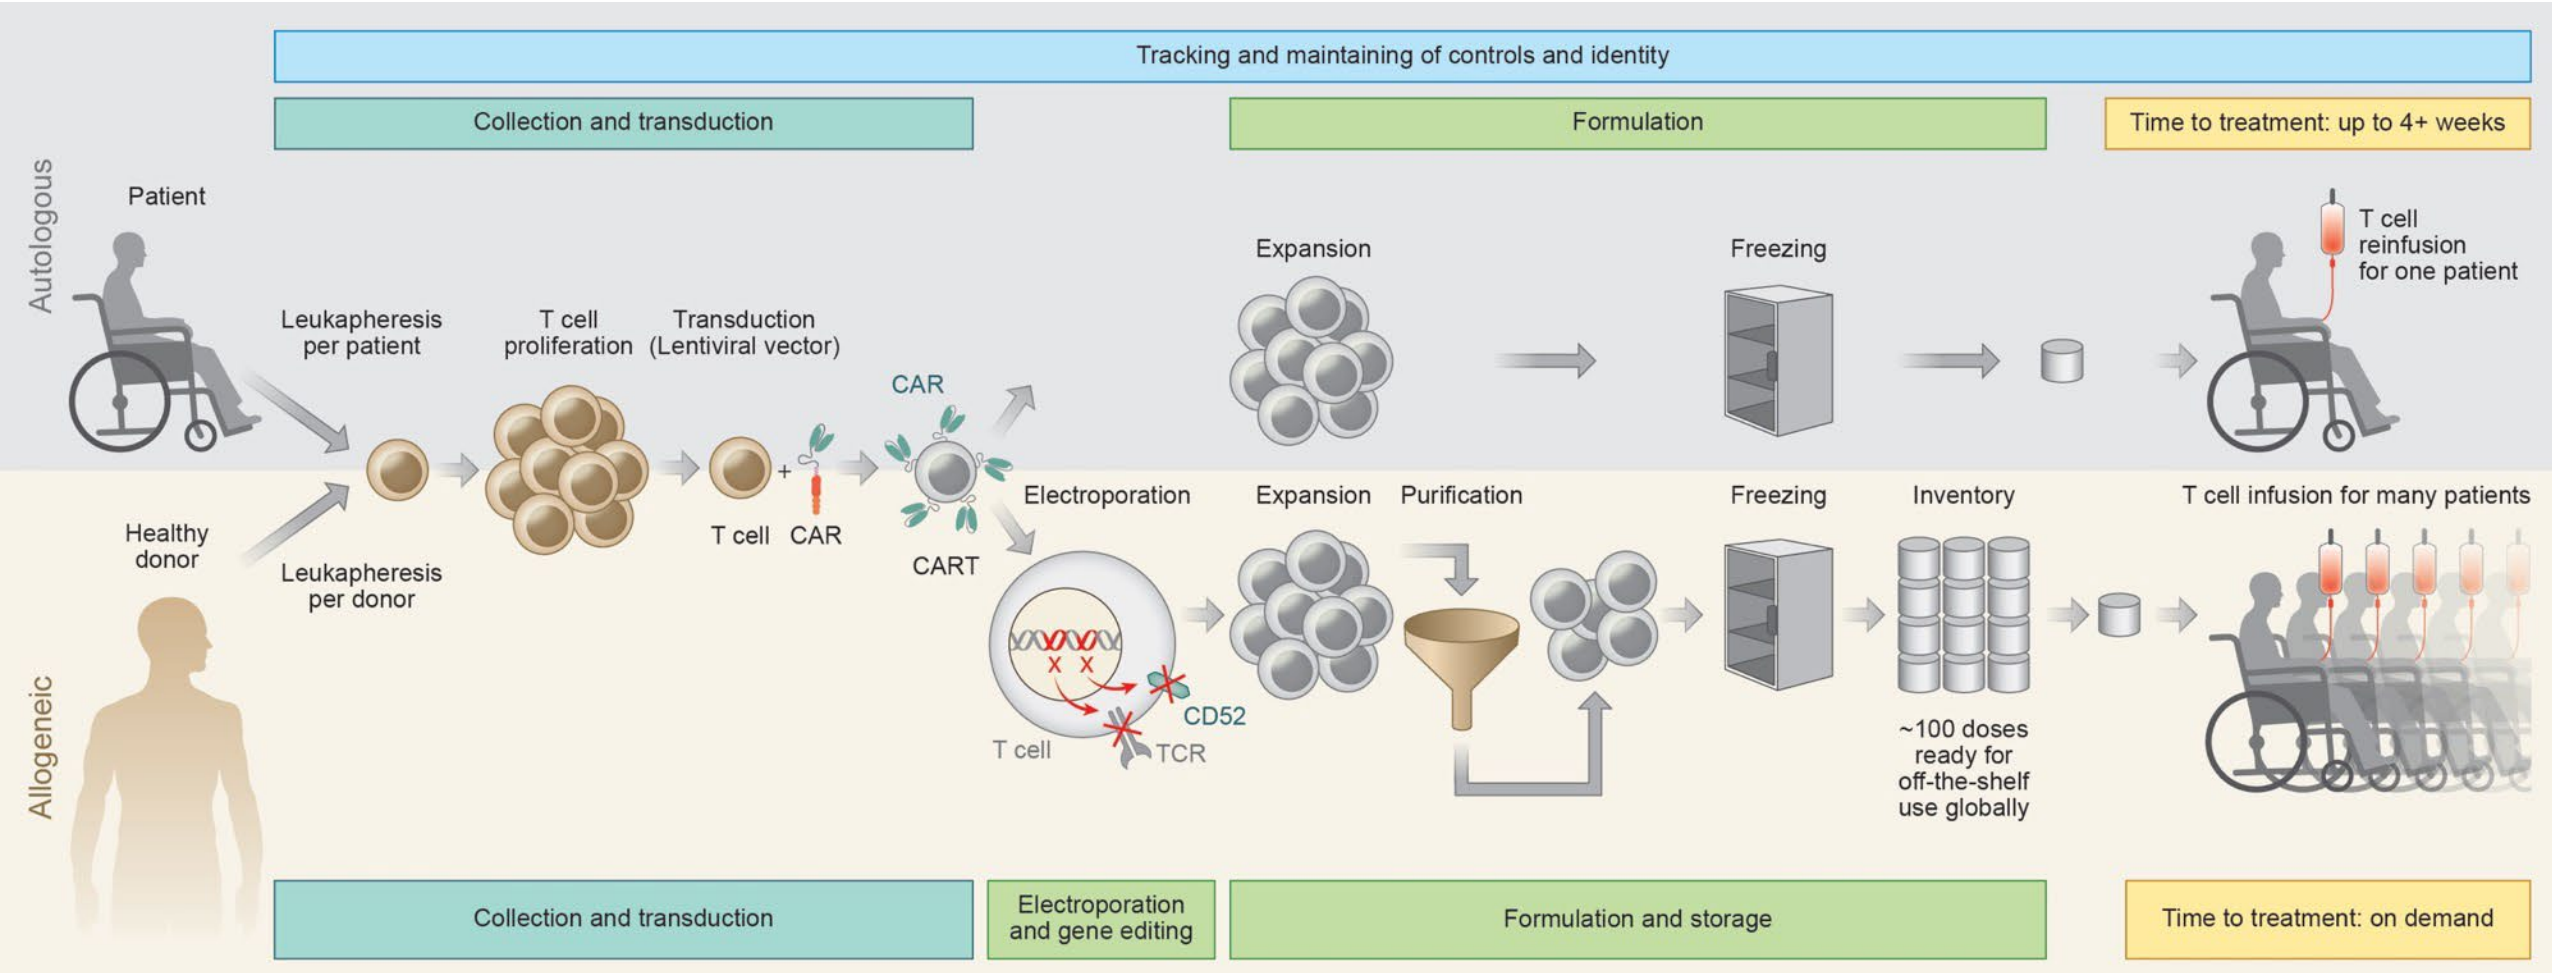 Tracking and maintaining of controls and identity
Collection and transduction
Formulation
Time to treatment: up to 4+ weeks
Autologous
Patient
Leukapheresis
per patient
T cell
proliferation
Transduction
(Lentiviral vector)
CAR
Expansion
Freezing
T cell
reinfusion
for one patient
Healthy
donor
Leukapheresis
per donor
+
T cell
CAR
CART
Electroporation
Expansion
Purification
Freezing
Inventory
T cell infusion for many patients
X X
CD52
TCR
T cell
~100 doses
ready for
off-the-shelf
use globally
Allogeneic
Collection and transduction
Electroporation
and gene editing
Formulation and storage
Time to treatment: on demand